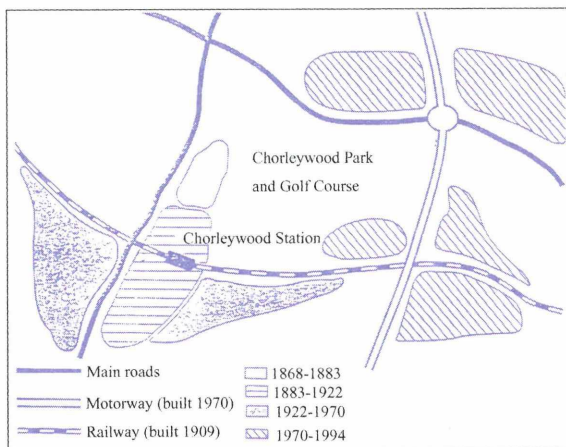 Chorleywood Park
and Golf Course
Chorleywood Station
Main roads
Motorway (built 1970)
Railway (built 1909)
1868-1883
1883-1922
1922-1970
1970-1994